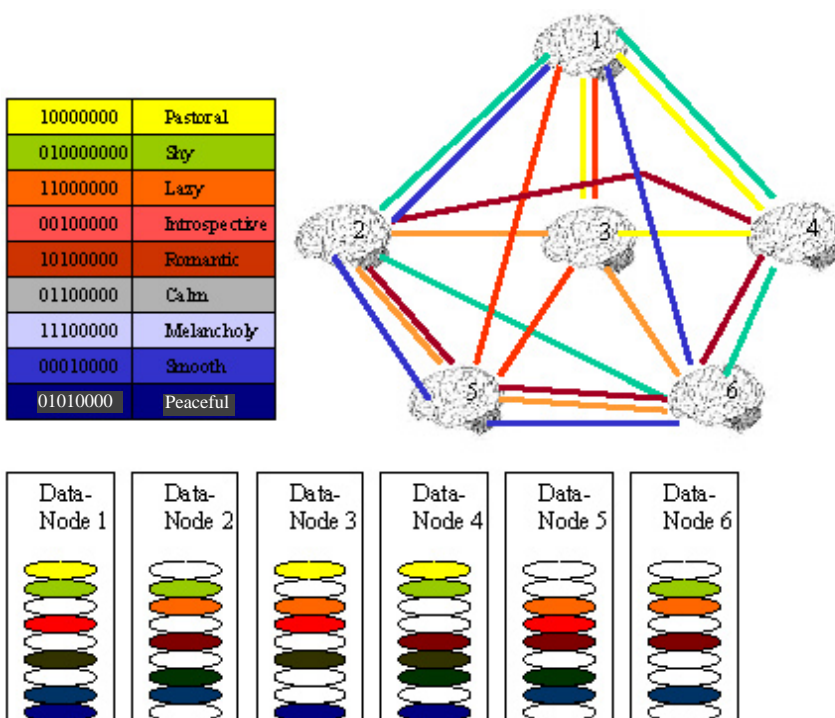 10000000 Pastoral
010000000 Shy
11000000 Lazy
00100000 Introspective
10100000 Romantic
01100000 Calm
11100000 Melancholy
00010000 Smooth
01010000 Peaceful
1
2
3
4
5
6
Data-
Node 1
Data-
Node 2
Data-
Node 3
Data-
Node 4
Data-
Node 5
Data-
Node 6